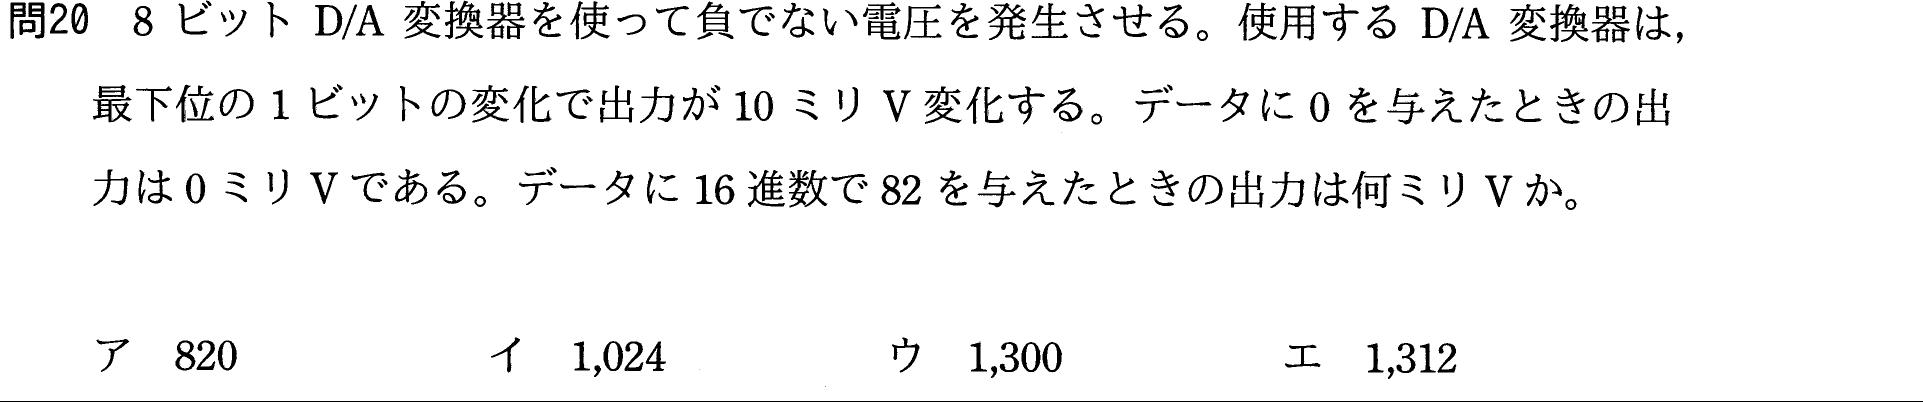 問20 8 ビット D/A 変換器を使って負でない電圧を発生させる。使用する D/A 変換器は，
最下位の 1 ビットの変化で出力が 10 ミリ V 変化する。データに 0 を与えたときの出
力は 0 ミリ V である。データに 16 進数で 82 を与えたときの出力は何ミリ V か。
ア 820 イ 1,024 ウ 1,300 エ 1,312